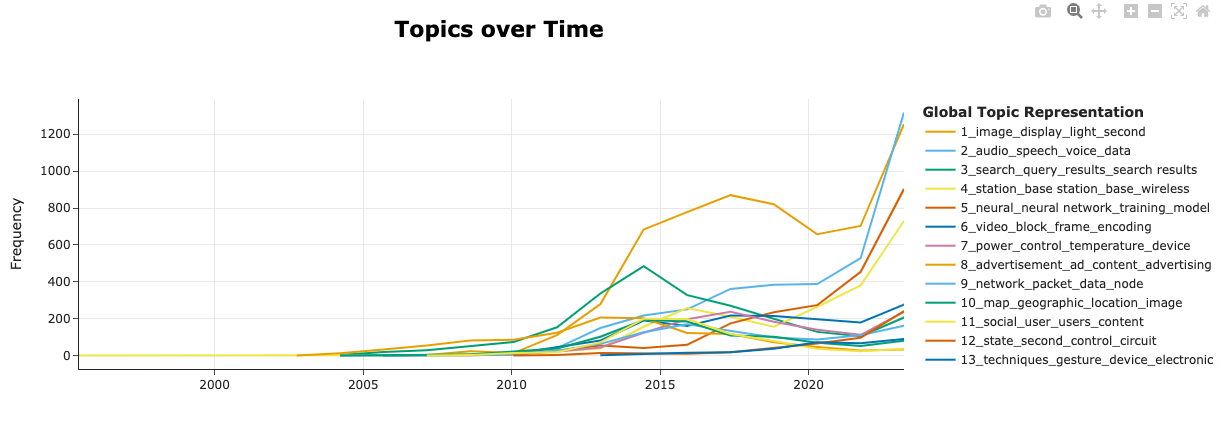 Topics over Time
Frequency
1200
1000
800
600
400
200
0
2000
2005
2010
2015
2020
Global Topic Representation
1_image_display_light_second
2_audio_speech_voice_data
3_search_query_results_search results
4_station_base station_base_wireless
5_neural_neural network_training_model
6_video_block_frame_encoding
7_power_control_temperature_device
8_advertisement_ad_content_advertising
9_network_packet_data_node
10_map_geographic_location_image
11_social_user_users_content
12_state_second_control_circuit
13_techniques_gesture_device_electronic